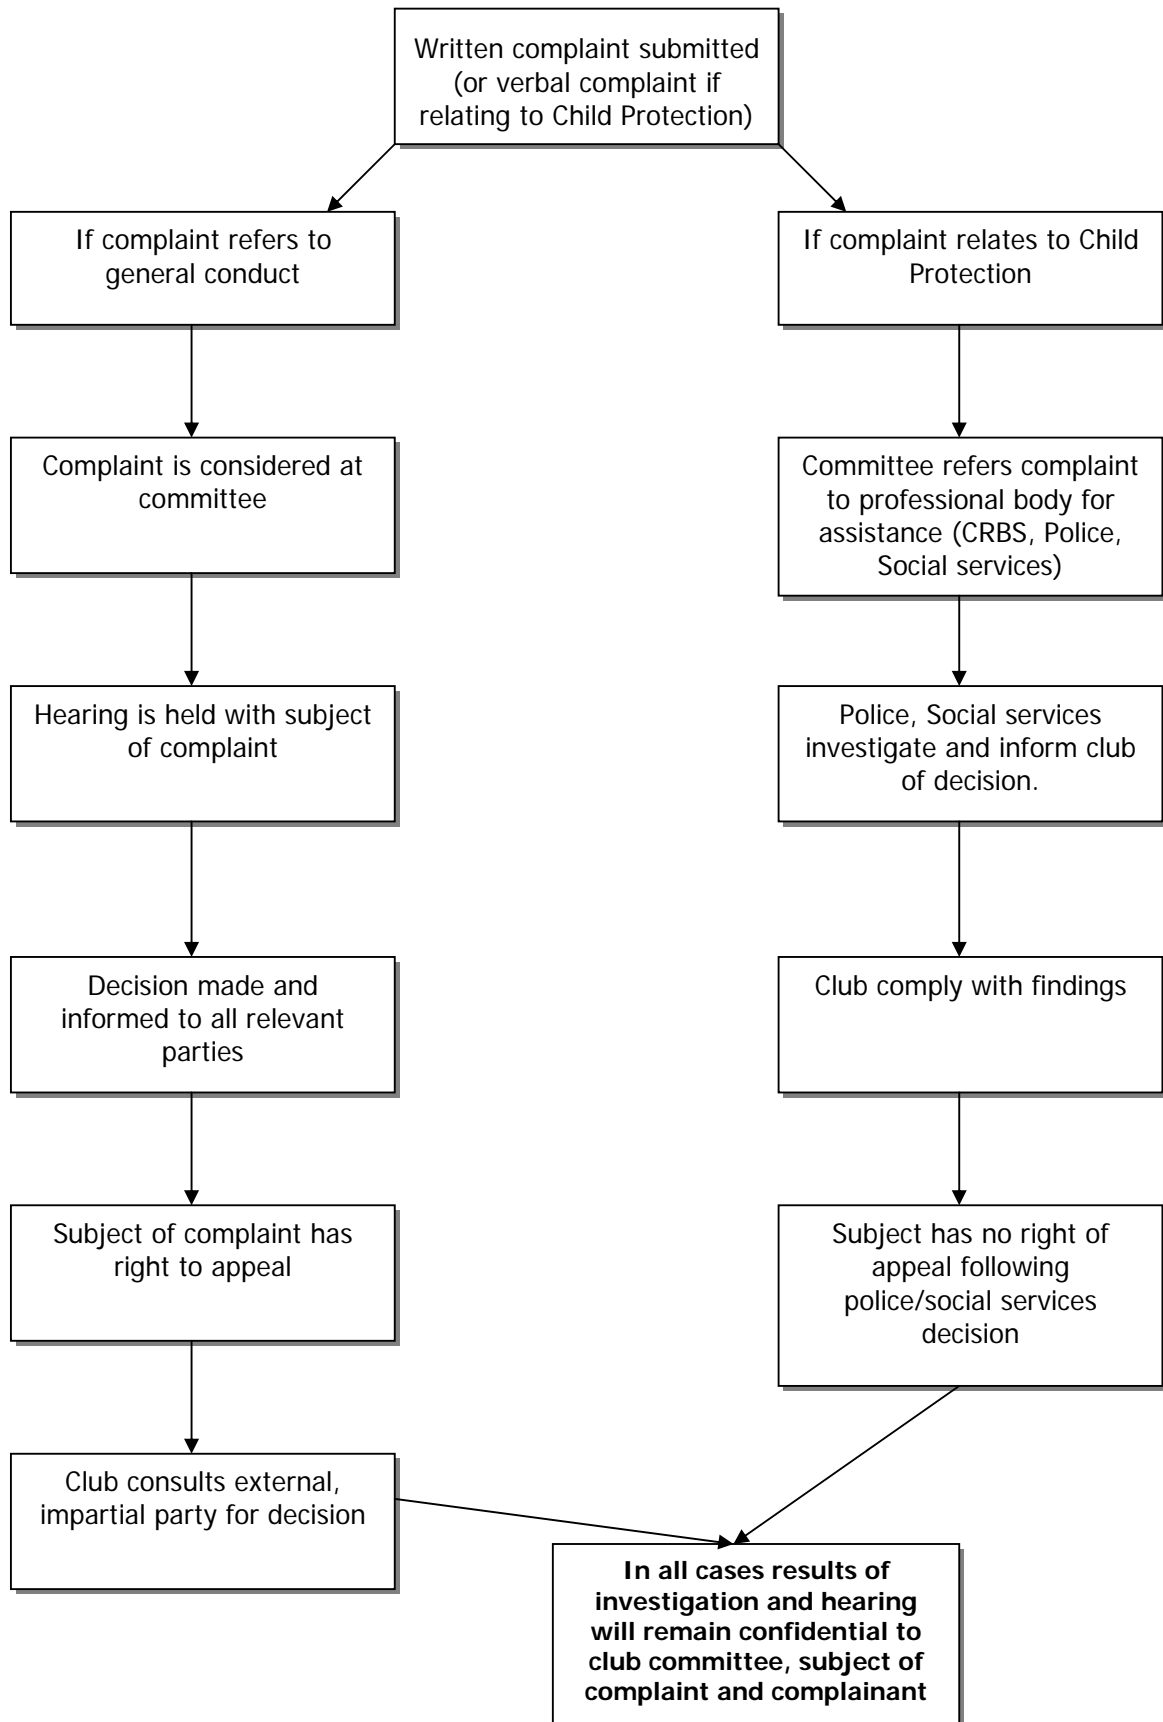 Written complaint submitted
(or verbal complaint if
relating to Child Protection)
If complaint refers to
general conduct
If complaint relates to Child
Protection
Complaint is considered at
committee
Committee refers complaint
to professional body for
assistance (CRBS, Police,
Social services)
Hearing is held with subject
of complaint
Police, Social services
investigate and inform club
of decision.
Decision made and
informed to all relevant
parties
Club comply with findings
Subject of complaint has
right to appeal
Subject has no right of
appeal following
police/social services
decision
Club consults external,
impartial party for decision
In all cases results of
investigation and hearing
will remain confidential to
club committee, subject of
complaint and complainant